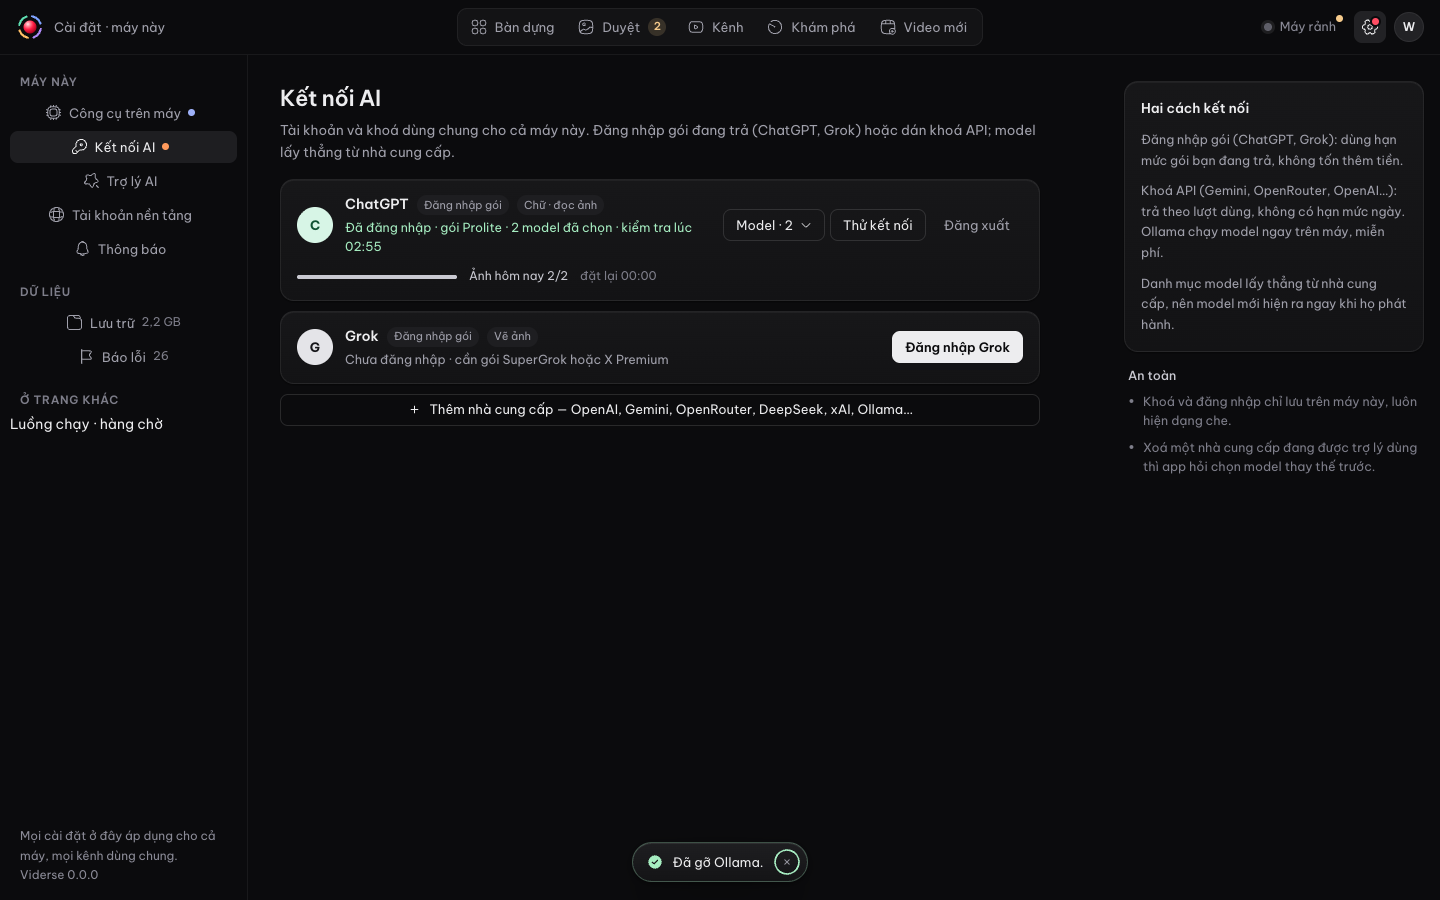 Cài đặt · máy này
Bàn dựng
Duyệt 2
Kênh
Khám phá
Video mới
Máy rảnh
W
MÁY NÀY
Công cụ trên máy
Kết nối AI
Trợ lý AI
Tài khoản nền tảng
Thông báo
DỮ LIỆU
Lưu trữ 2,2 GB
Báo lỗi 26
Ở TRANG KHÁC
Luồng chạy · hàng chờ
Mọi cài đặt ở đây áp dụng cho cả
máy, mọi kênh dùng chung.
Viderse 0.0.0
Kết nối AI
Tài khoản và khoá dùng chung cho cả máy này. Đăng nhập gói đang trả (ChatGPT, Grok) hoặc dán khoá API; model
lấy thẳng từ nhà cung cấp.
C
ChatGPT Đăng nhập gói Chữ · đọc ảnh
Đã đăng nhập · gói Prolite · 2 model đã chọn · kiểm tra lúc
02:55
Model · 2
Thử kết nối
Đăng xuất
Ảnh hôm nay 2/2 đặt lại 00:00
G
Grok Đăng nhập gói Vẽ ảnh
Chưa đăng nhập · cần gói SuperGrok hoặc X Premium
Đăng nhập Grok
+ Thêm nhà cung cấp — OpenAI, Gemini, OpenRouter, DeepSeek, xAI, Ollama...
Hai cách kết nối
Đăng nhập gói (ChatGPT, Grok): dùng hạn
mức gói bạn đang trả, không tốn thêm tiền.
Khoá API (Gemini, OpenRouter, OpenAI...):
trả theo lượt dùng, không có hạn mức ngày.
Ollama chạy model ngay trên máy, miễn
phí.
Danh mục model lấy thẳng từ nhà cung
cấp, nên model mới hiện ra ngay khi họ phát
hành.
An toàn
• Khoá và đăng nhập chỉ lưu trên máy này, luôn
hiện dạng che.
• Xoá một nhà cung cấp đang được trợ lý dùng
thì app hỏi chọn model thay thế trước.
Đã gỡ Ollama.